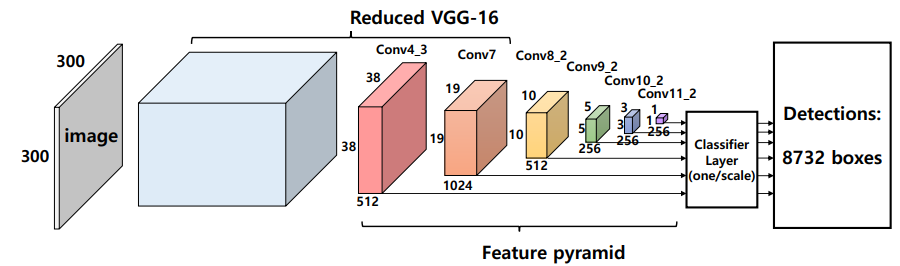 Reduced VGG-16
300
300
image
Conv4_3
38
38
512
Conv7
19
19
1024
Conv8_2
10
10
512
Conv9_2
5
5
256
Conv10_2
3
3
256
Conv11_2
1
1
256
Classifier
Layer
(one/scale)
Detections:
8732 boxes
Feature pyramid